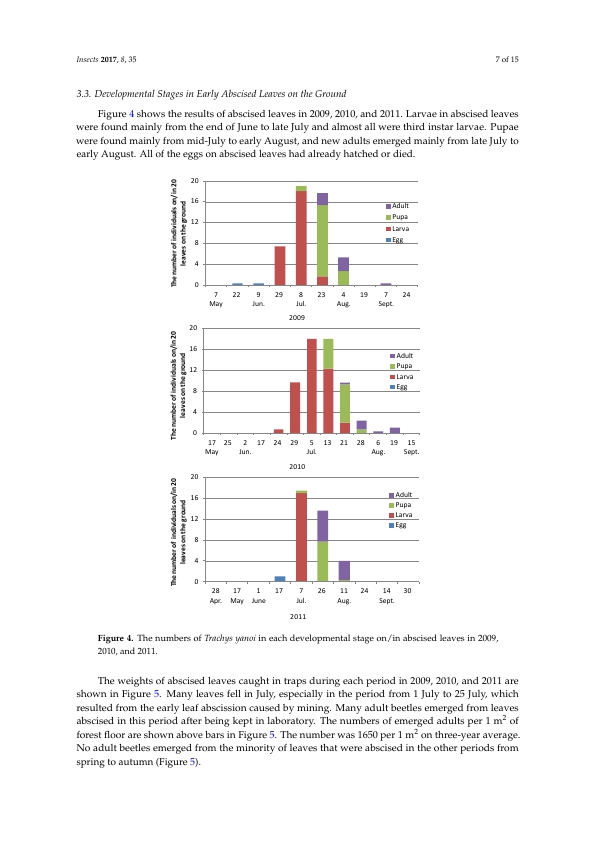 Insects 2017, 8, 35 7 of 15
3.3. Developmental Stages in Early Abscised Leaves on the Ground
Figure 4 shows the results of abscised leaves in 2009, 2010, and 2011. Larvae in abscised leaves
were found mainly from the end of June to late July and almost all were third instar larvae. Pupae
were found mainly from mid-July to early August, and new adults emerged mainly from late July to
early August. All of the eggs on abscised leaves had already hatched or died.
The number of individuals on/in 20
leaves on the ground
20
16
12
8
4
0
Adult
Pupa
Larva
Egg
7 22 9 29 8 23 4 19 7 24
May Jun. Jul. Aug. Sept.
2009
The number of individuals on/in 20
leaves on the ground
20
16
12
8
4
0
Adult
Pupa
Larva
Egg
17 25 2 17 24 29 5 13 21 28 6 19 15
May Jun. Jul. Aug. Sept.
2010
The number of individuals on/in 20
leaves on the ground
20
16
12
8
4
0
Adult
Pupa
Larva
Egg
28 17 1 17 7 26 11 24 14 30
Apr. May June Jul. Aug. Sept.
2011
Figure 4. The numbers of Trachys yanoi in each developmental stage on/in abscised leaves in 2009,
2010, and 2011.
The weights of abscised leaves caught in traps during each period in 2009, 2010, and 2011 are
shown in Figure 5. Many leaves fell in July, especially in the period from 1 July to 25 July, which
resulted from the early leaf abscission caused by mining. Many adult beetles emerged from leaves
abscised in this period after being kept in laboratory. The numbers of emerged adults per 1 m² of
forest floor are shown above bars in Figure 5. The number was 1650 per 1 m² on three-year average.
No adult beetles emerged from the minority of leaves that were abscised in the other periods from
spring to autumn (Figure 5).